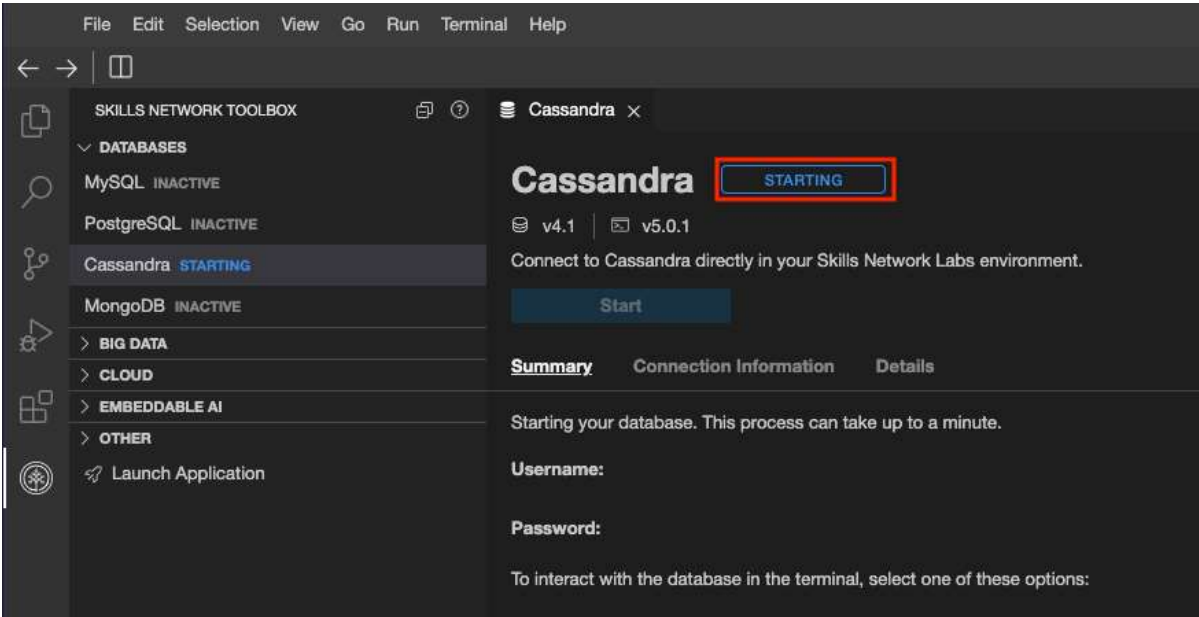 File Edit Selection View Go Run Terminal Help
SKILLS NETWORK TOOLBOX
DATABASES
MySQL INACTIVE
PostgreSQL INACTIVE
Cassandra STARTING
MongoDB INACTIVE
BIG DATA
CLOUD
EMBEDDABLE AI
OTHER
Launch Application
Cassandra
Cassandra STARTING
v4.1 v5.0.1
Connect to Cassandra directly in your Skills Network Labs environment.
Start
Summary Connection Information Details
Starting your database. This process can take up to a minute.
Username:
Password:
To interact with the database in the terminal, select one of these options: